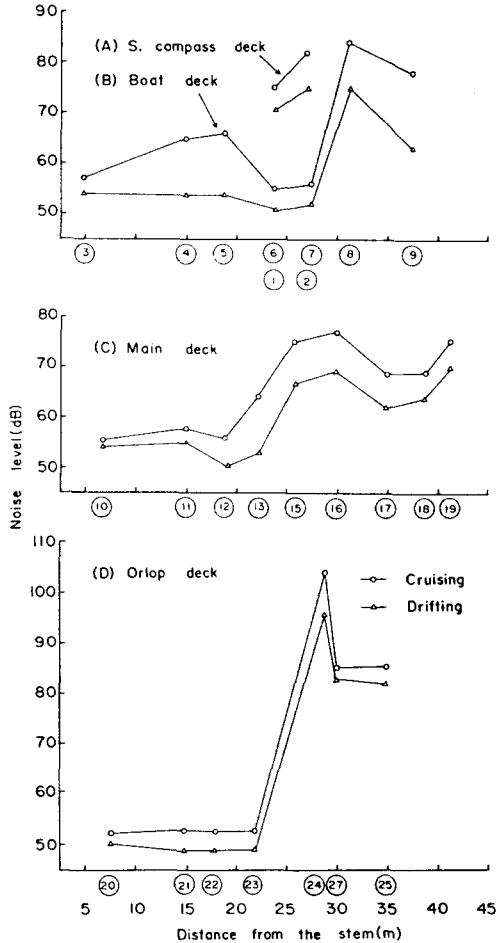 90
(A) S. compass deck
80
(B) Boat deck
70
60
50
3 4 5 6 7 8 9
1 2
80
(C) Main deck
70
60
50
10 11 12 13 15 16 17 18 19
Noise level (dB)
110
(D) Orlop deck
100
Cruising
Drifting
90
80
70
60
50
20 21 22 23 24 27 25
5 15 15 20 25 30 35 40 45
Distance from the stem (m)